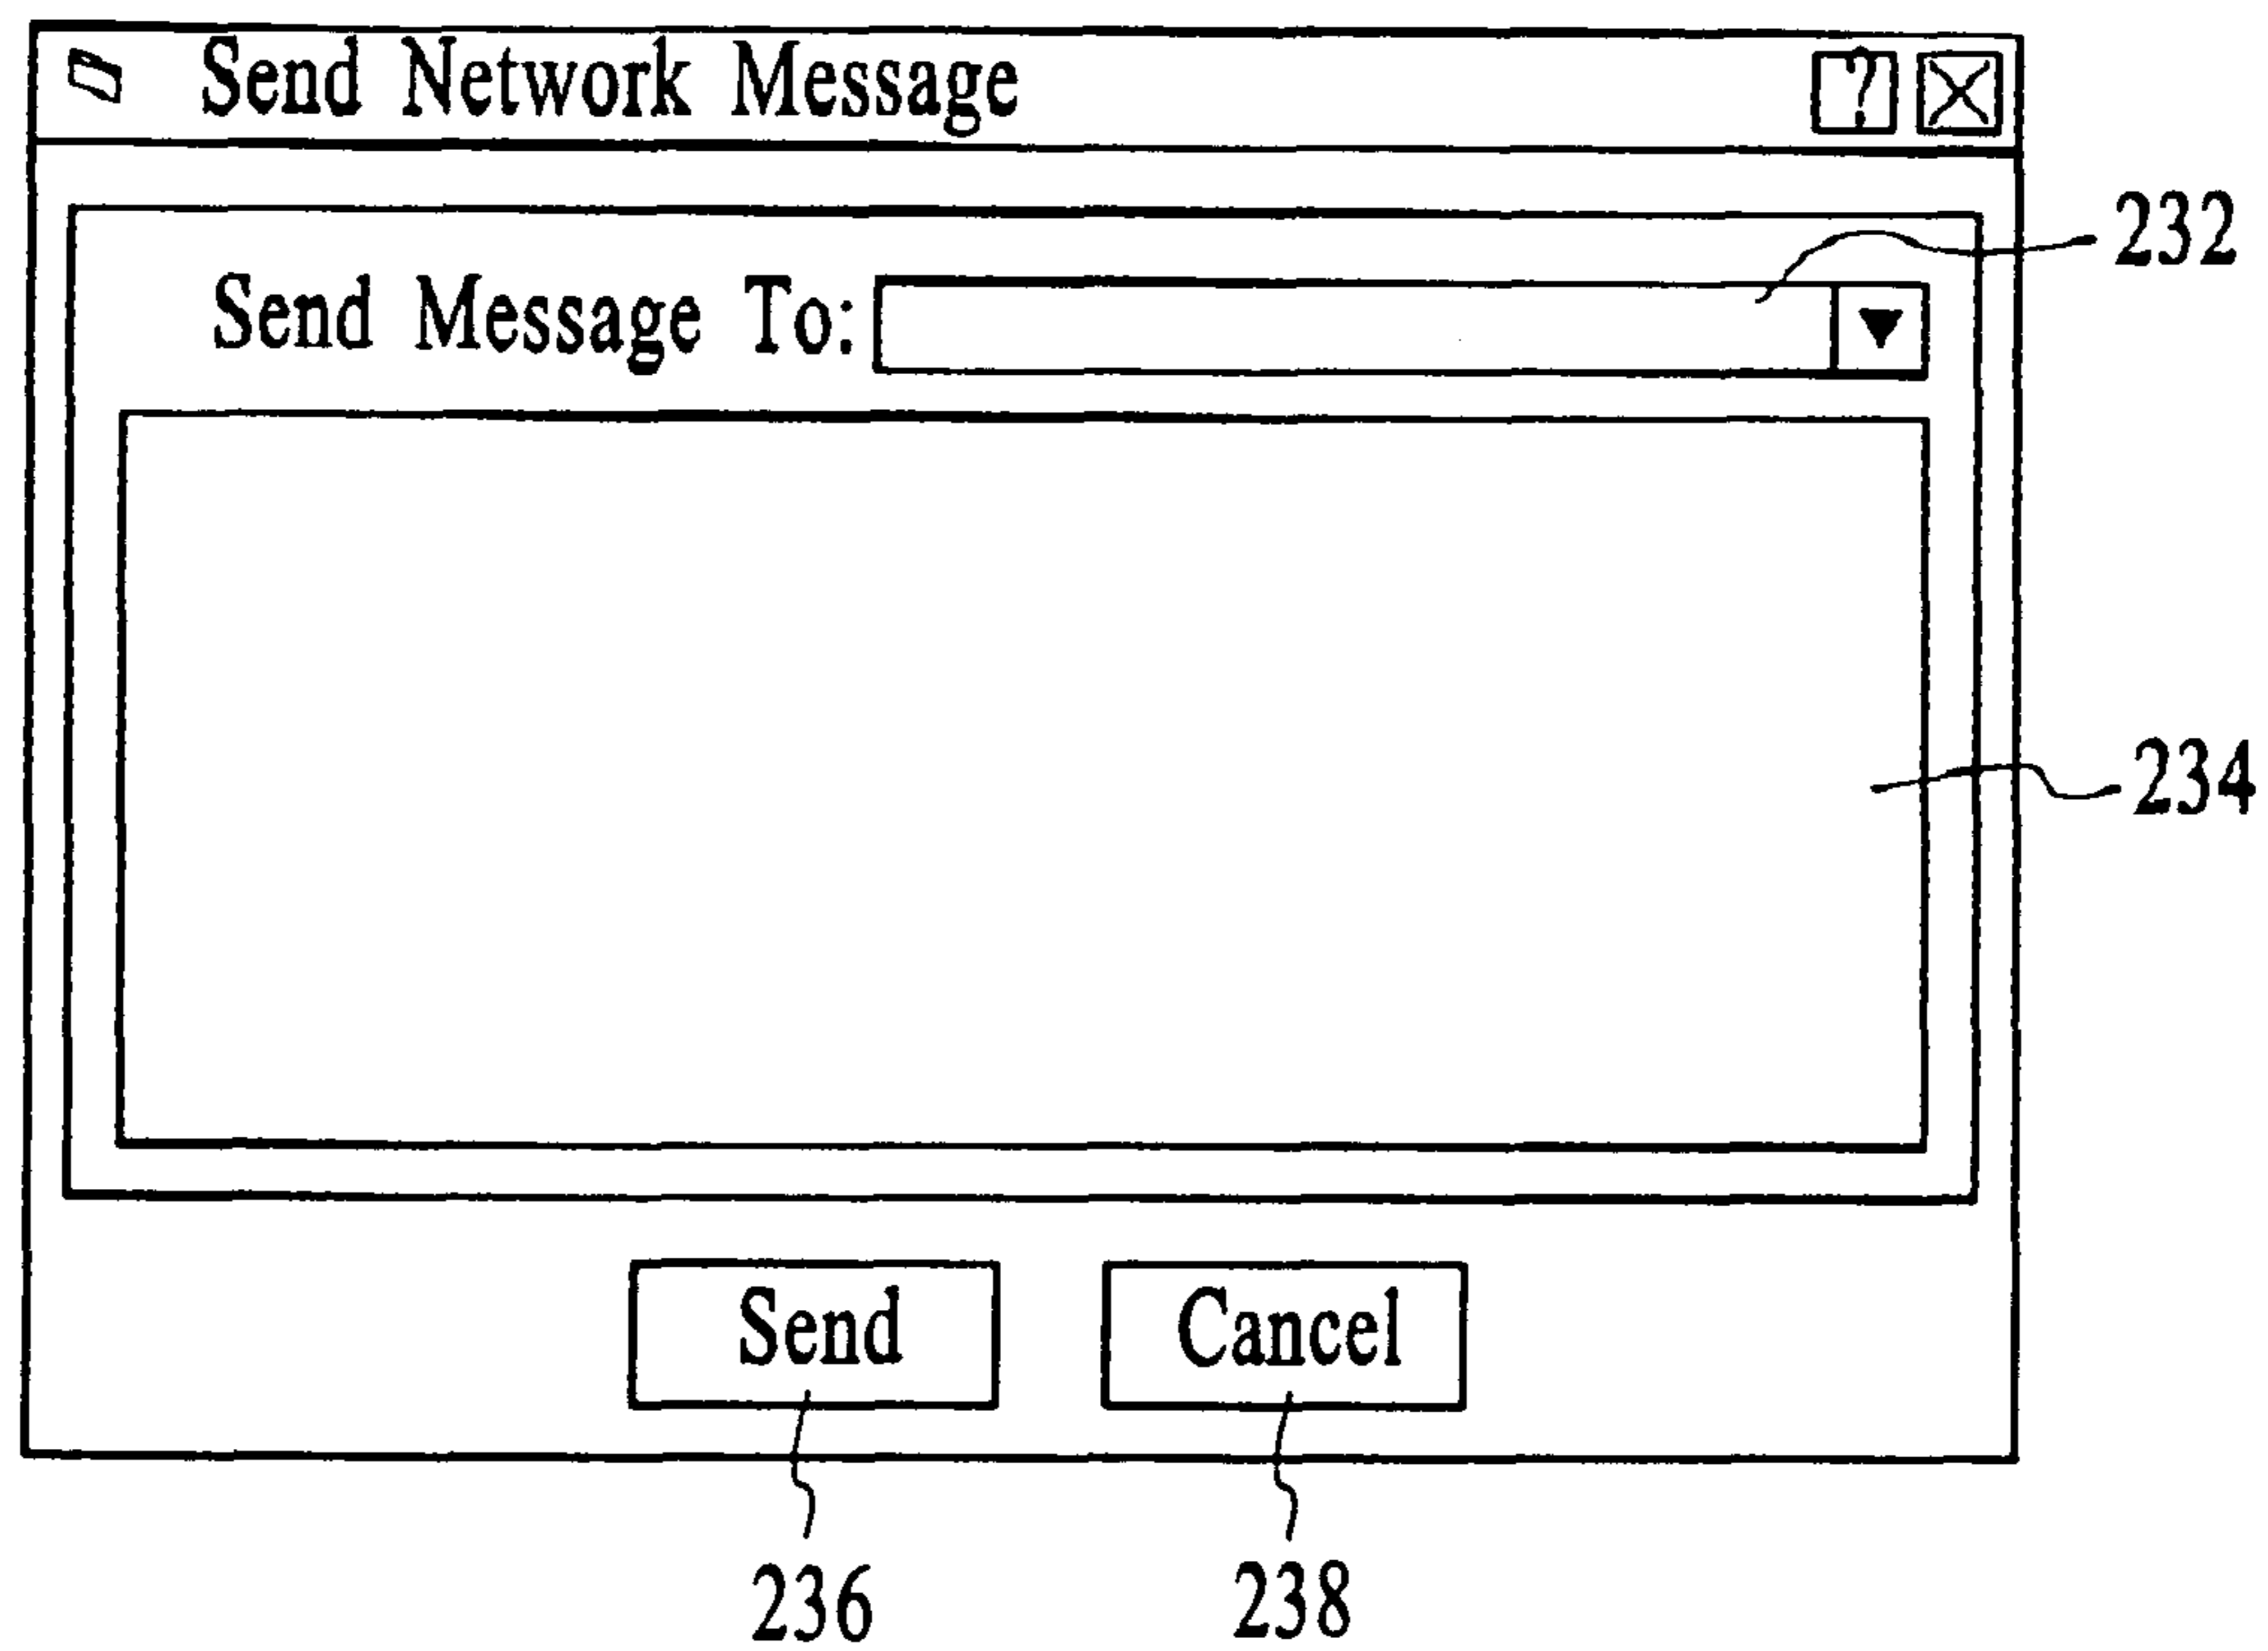 Send Network Message ?
232
Send Message To:
234
Send Cancel
236 238